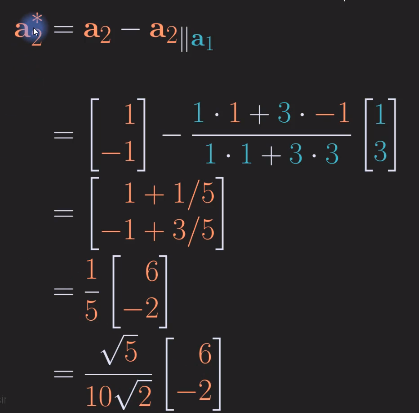 a₂* = a₂ − a₂∥a₁
= [1; −1] − (1 · 1 + 3 · −1)/(1 · 1 + 3 · 3) [1; 3]
= [1 + 1/5; −1 + 3/5]
= 1/5 [6; −2]
= √5/(10√2) [6; −2]